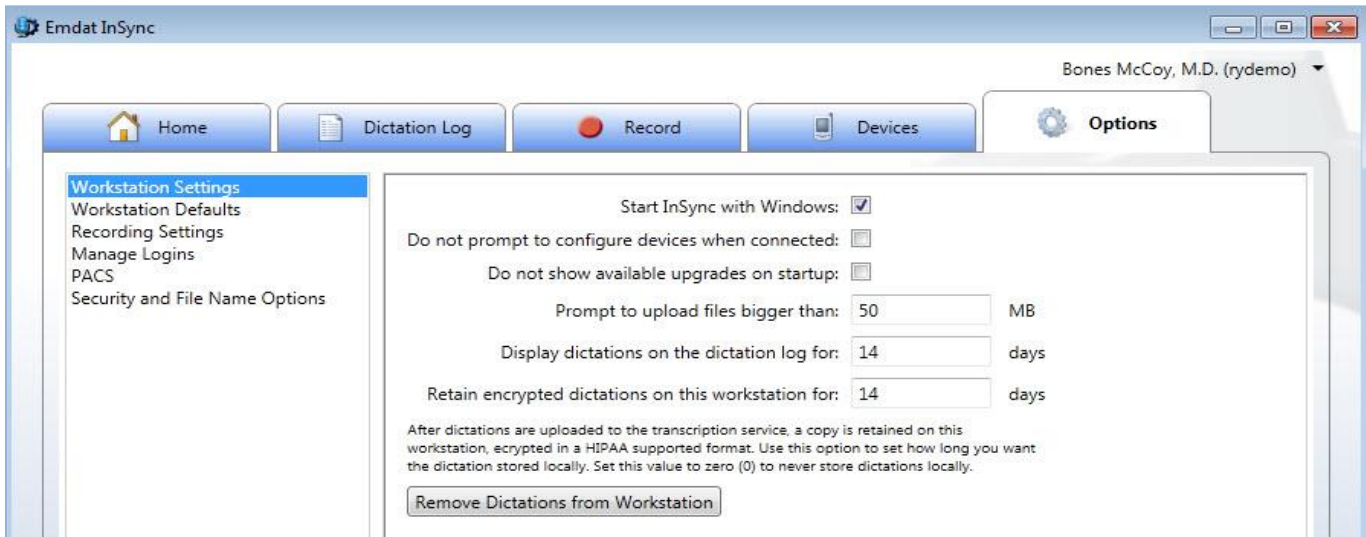 Emdat InSync
Bones McCoy, M.D. (rydemo)
Home Dictation Log Record Devices Options
Workstation Settings
Workstation Defaults
Recording Settings
Manage Logins
PACS
Security and File Name Options
Start InSync with Windows:
Do not prompt to configure devices when connected:
Do not show available upgrades on startup:
Prompt to upload files bigger than: 50 MB
Display dictations on the dictation log for: 14 days
Retain encrypted dictations on this workstation for: 14 days
After dictations are uploaded to the transcription service, a copy is retained on this
workstation, ecrypted in a HIPAA supported format. Use this option to set how long you want
the dictation stored locally. Set this value to zero (0) to never store dictations locally.
Remove Dictations from Workstation